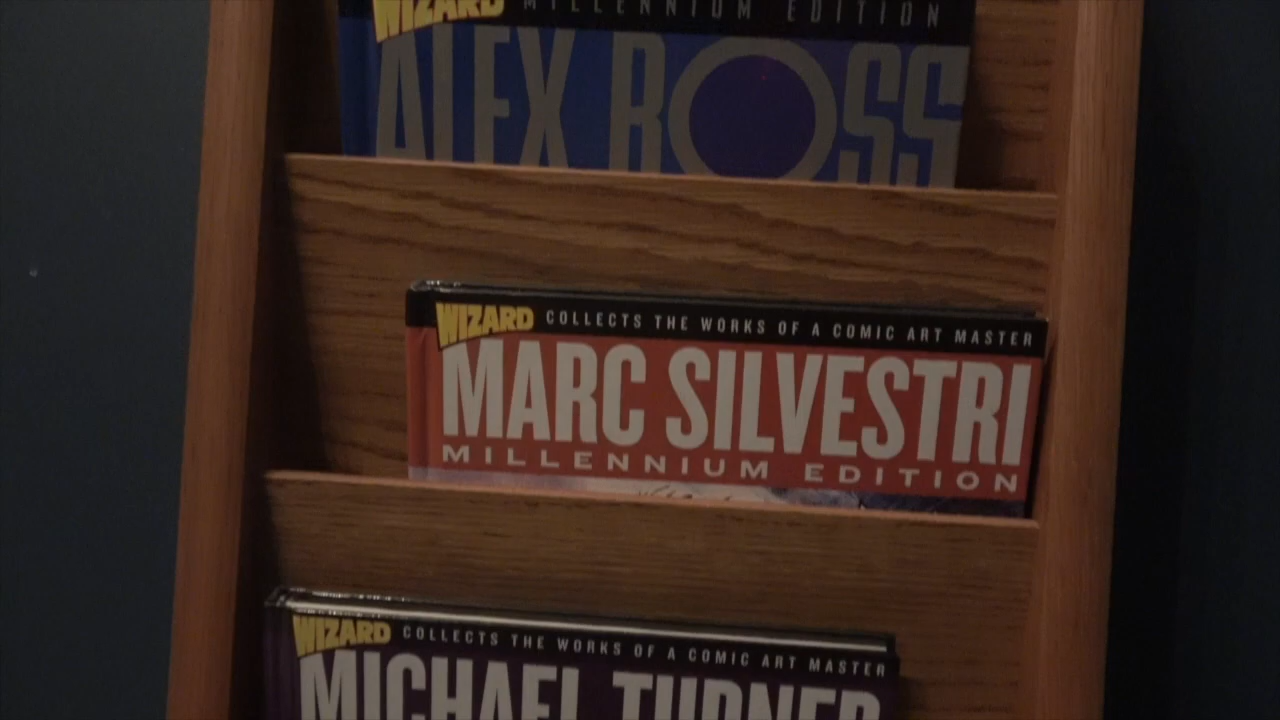 WIZARD MILLENNIUM EDITION
ALEX ROSS
WIZARD COLLECTS THE WORKS OF A COMIC ART MASTER
MARC SILVESTRI
MILLENNIUM EDITION
WIZARD COLLECTS THE WORKS OF A COMIC ART MASTER
MICHAEL TURNER